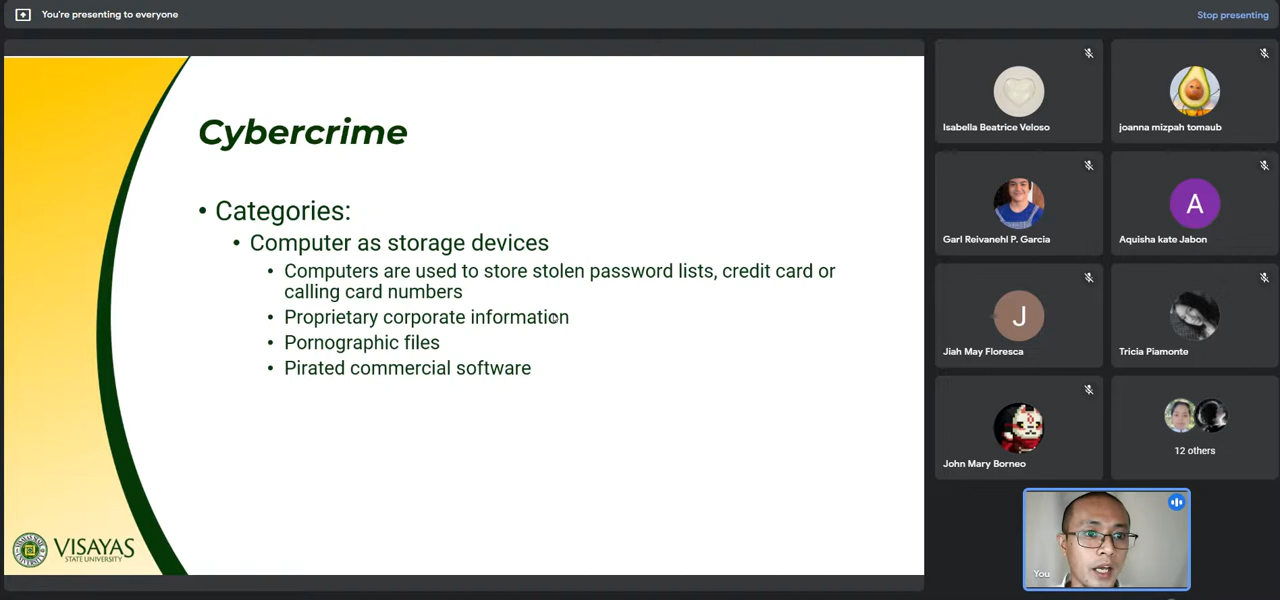 You're presenting to everyone
Stop presenting
Cybercrime
• Categories:
• Computer as storage devices
• Computers are used to store stolen password lists, credit card or
calling card numbers
• Proprietary corporate information
• Pornographic files
• Pirated commercial software
VISAYAS
STATE UNIVERSITY
Isabella Beatrice Veloso
joanna mizpah tomaub
Garl Reivanehl P. Garcia
A
Aquisha kate Jabon
J
Jiah May Floresca
Tricia Piamonte
John Mary Borneo
12 others
You